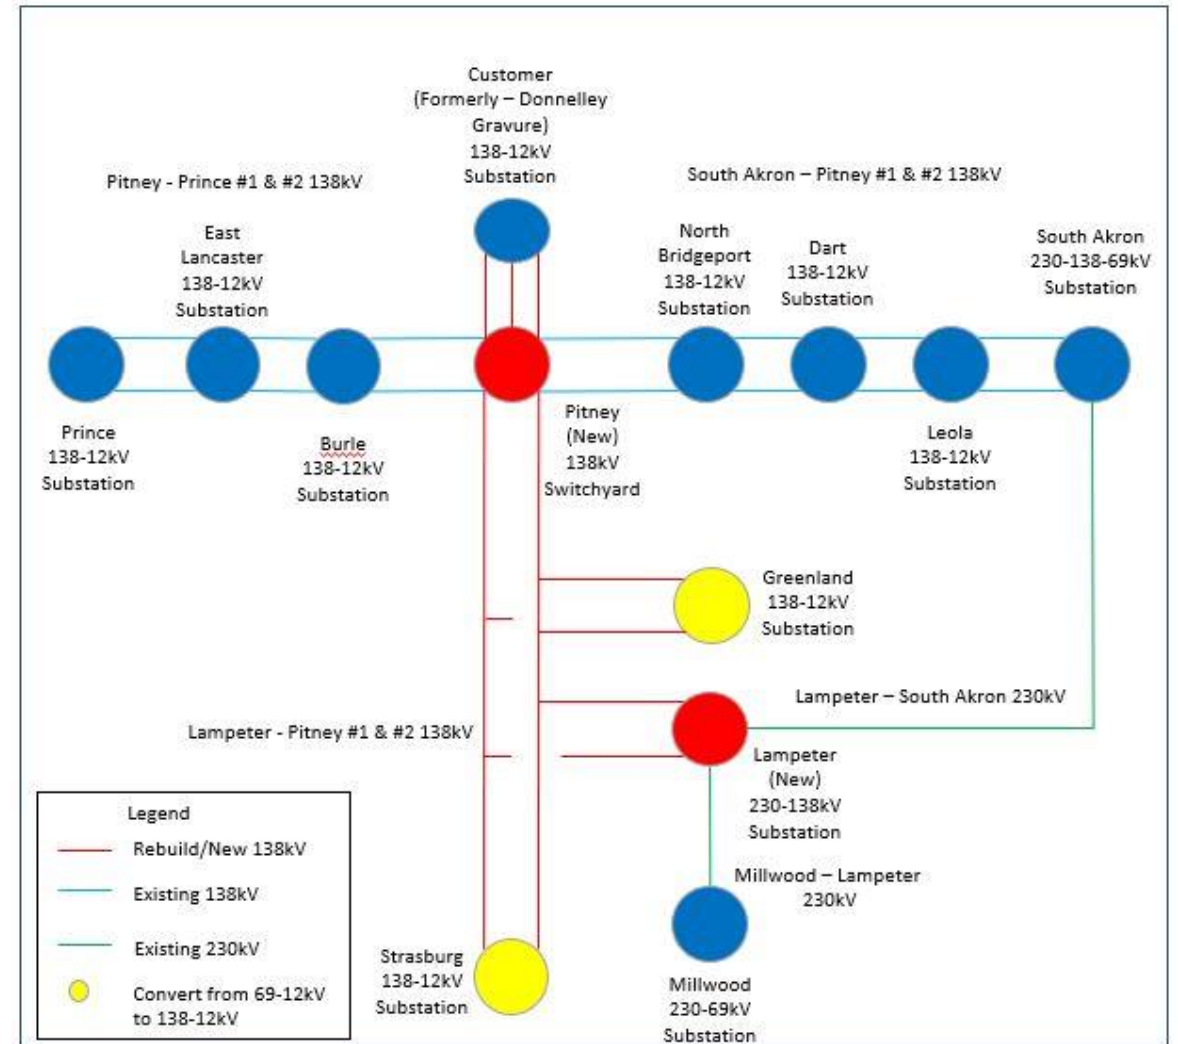 Customer
(Formerly – Donnelley
Gravure)
138-12kV
Substation
Pitney - Prince #1 & #2 138kV
South Akron – Pitney #1 & #2 138kV
East
Lancaster
138-12kV
Substation
North
Bridgeport
138-12kV
Substation
Dart
138-12kV
Substation
South Akron
230-138-69kV
Substation
Prince
138-12kV
Substation
Burle
138-12kV
Substation
Pitney
(New)
138kV
Switchyard
Leola
138-12kV
Substation
Greenland
138-12kV
Substation
Lampeter – South Akron 230kV
Lampeter - Pitney #1 & #2 138kV
Lampeter
(New)
230-138kV
Substation
Millwood – Lampeter
230kV
Strasburg
138-12kV
Substation
Millwood
230-69kV
Substation
Legend
Rebuild/New 138kV
Existing 138kV
Existing 230kV
Convert from 69-12kV
to 138-12kV